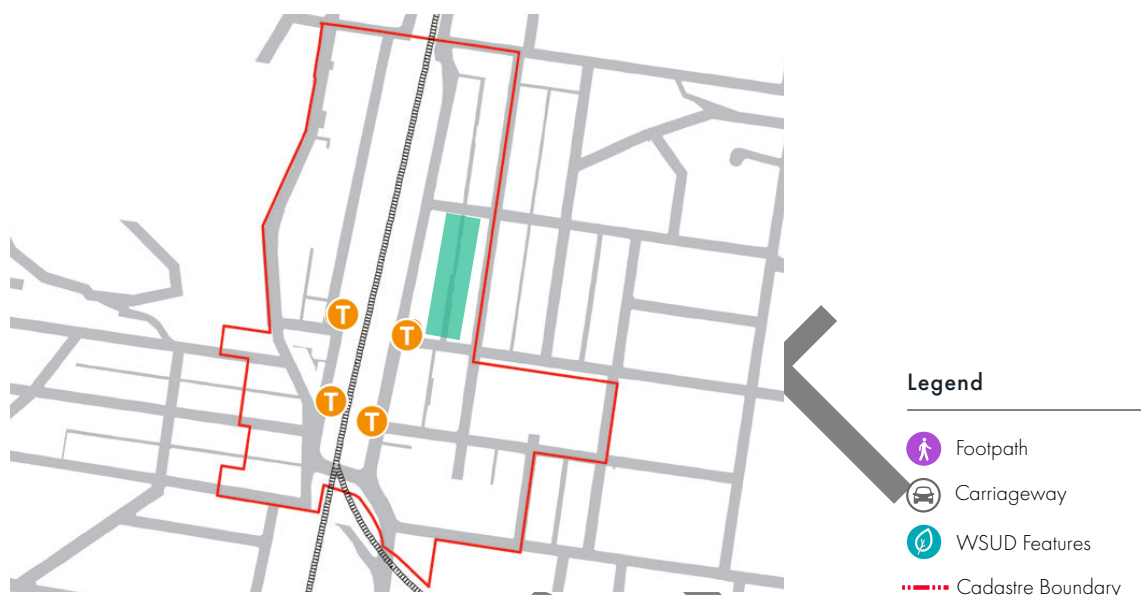 T
T
T
T
Legend
Footpath
Carriageway
WSUD Features
Cadastre Boundary